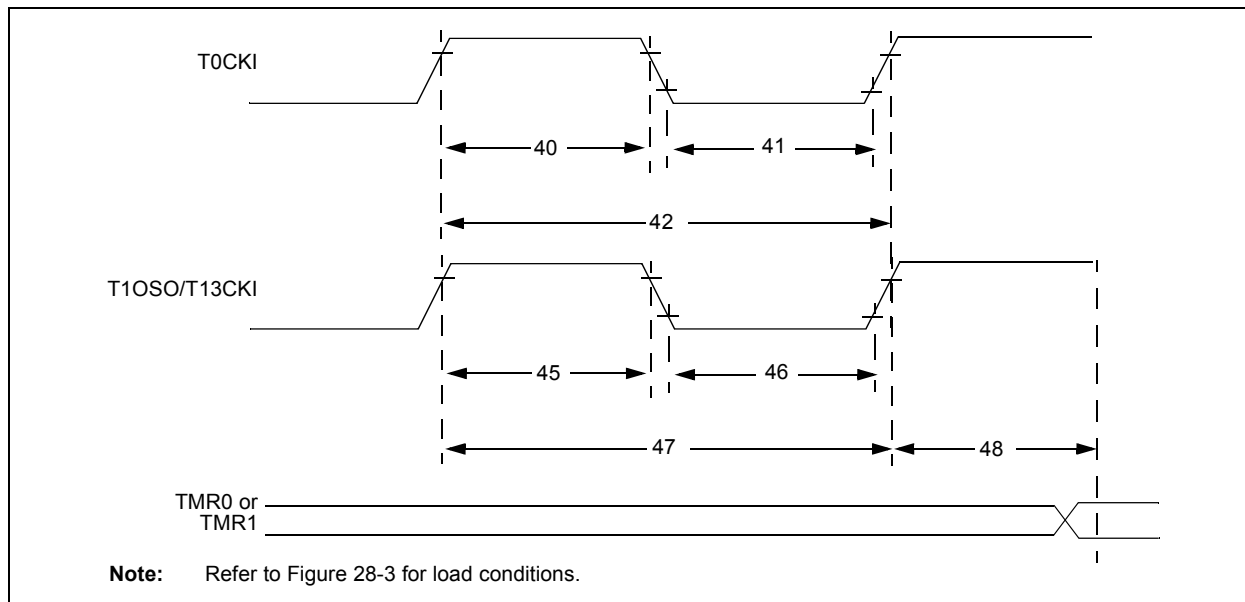 T0CKI
40
41
42
T1OSO/T13CKI
45
46
47
48
TMR0 or
TMR1
Note: Refer to Figure 28-3 for load conditions.